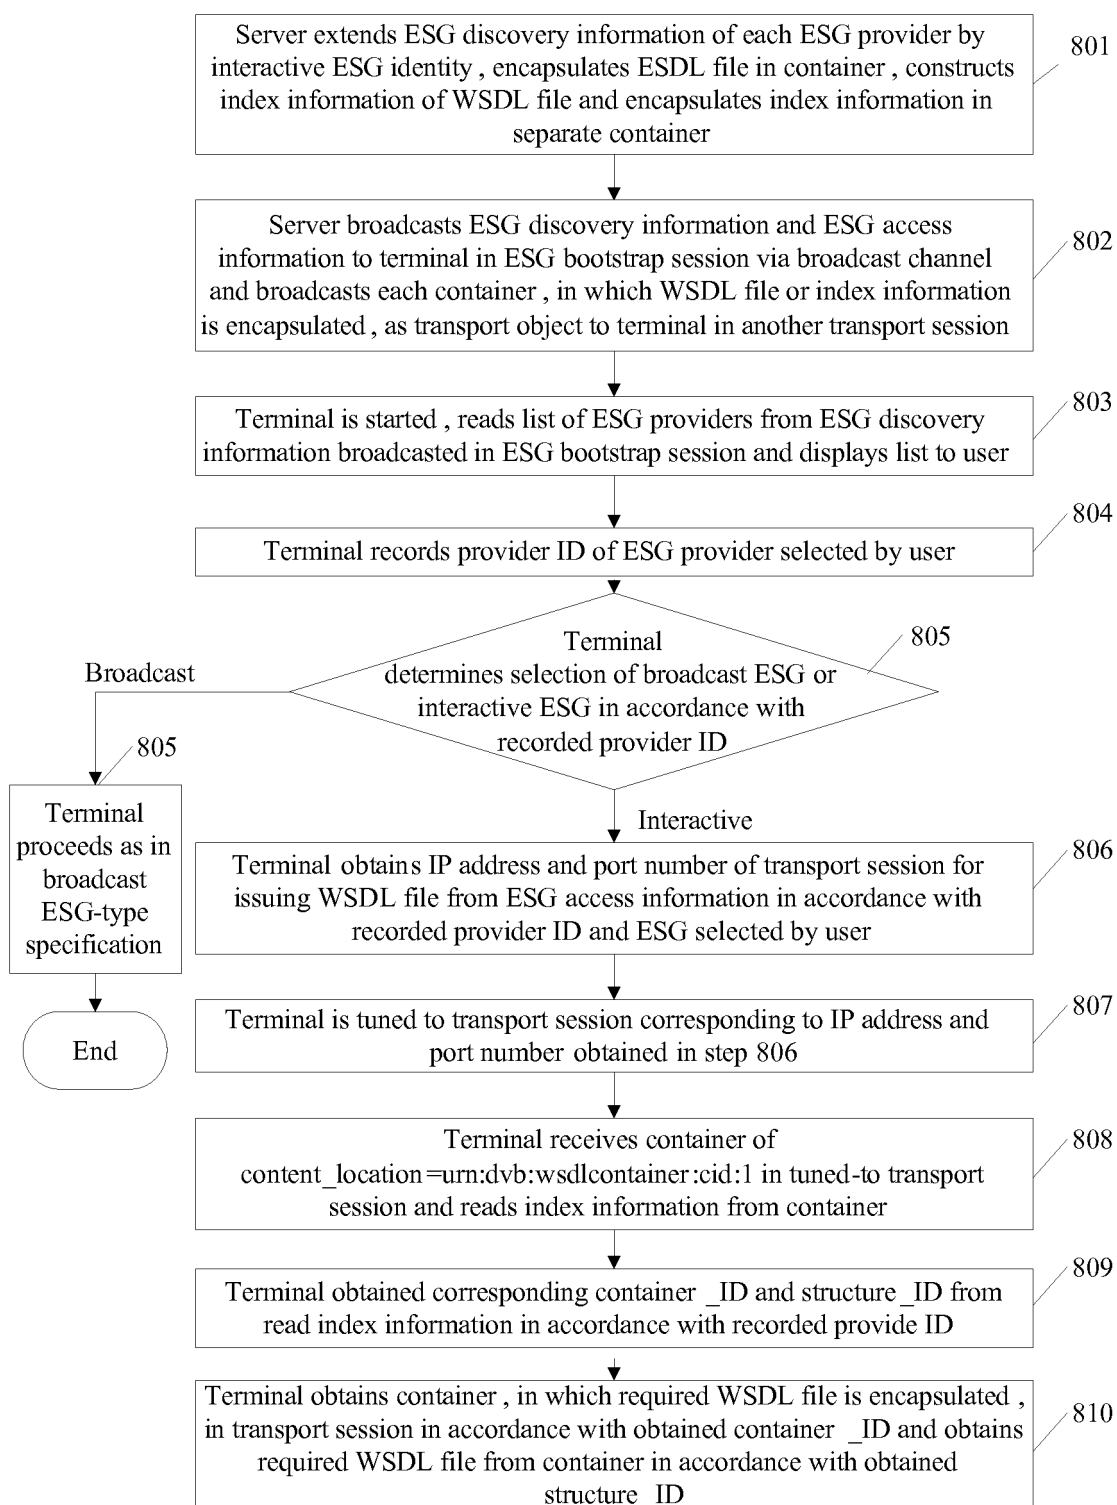 Server extends ESG discovery information of each ESG provider by
interactive ESG identity , encapsulates ESDL file in container , constructs
index information of WSDL file and encapsulates index information in
separate container
801
Server broadcasts ESG discovery information and ESG access
information to terminal in ESG bootstrap session via broadcast channel
and broadcasts each container , in which WSDL file or index information
is encapsulated , as transport object to terminal in another transport session
802
Terminal is started , reads list of ESG providers from ESG discovery
information broadcasted in ESG bootstrap session and displays list to user
803
Terminal records provider ID of ESG provider selected by user
804
Terminal
determines selection of broadcast ESG or
interactive ESG in accordance with
recorded provider ID
805
Broadcast
805
Terminal
proceeds as in
broadcast
ESG-type
specification
End
Interactive
Terminal obtains IP address and port number of transport session for
issuing WSDL file from ESG access information in accordance with
recorded provider ID and ESG selected by user
806
Terminal is tuned to transport session corresponding to IP address and
port number obtained in step 806
807
Terminal receives container of
content_location=urn:dvb:wsdlcontainer:cid:1 in tuned-to transport
session and reads index information from container
808
Terminal obtained corresponding container _ID and structure_ID from
read index information in accordance with recorded provide ID
809
Terminal obtains container , in which required WSDL file is encapsulated ,
in transport session in accordance with obtained container _ID and obtains
required WSDL file from container in accordance with obtained
structure_ID
810